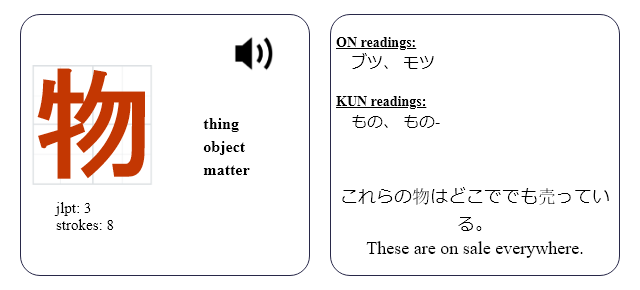 物
thing
object
matter
jlpt: 3
strokes: 8
ON readings:
ブツ、 モツ
KUN readings:
もの、 もの-
これらの物はどこででも売ってい
る。
These are on sale everywhere.